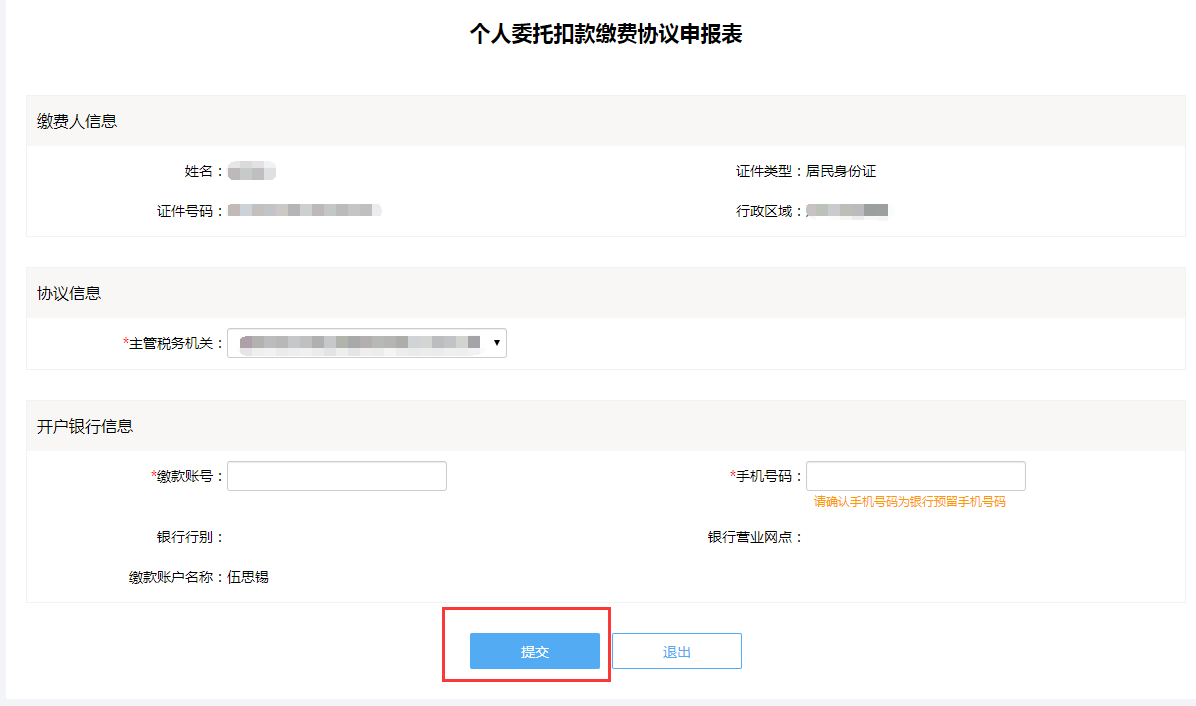 个人委托扣款缴费协议申报表
缴费人信息
姓名： 证件类型：居民身份证
证件号码： 行政区域：
协议信息
*主管税务机关：
开户银行信息
*缴款账号： *手机号码：
请确认手机号码为银行预留手机号码
银行行别： 银行营业网点：
缴款账户名称：伍思锡
提交 退出